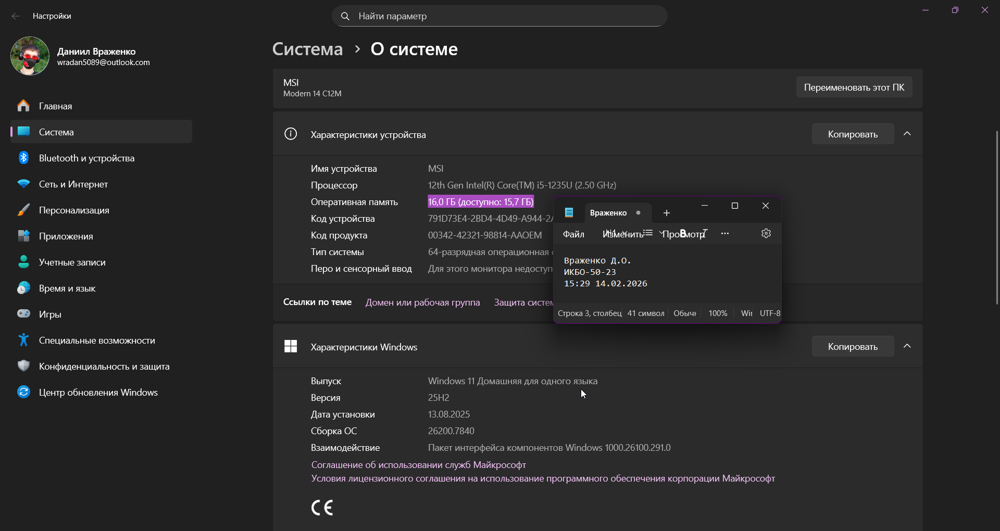 Настройки
Найти параметр
Даниил Враженко
wradan5089@outlook.com
Главная
Система
Bluetooth и устройства
Сеть и Интернет
Персонализация
Приложения
Учетные записи
Время и язык
Игры
Специальные возможности
Конфиденциальность и защита
Центр обновления Windows
Система > О системе
MSI
Modern 14 C12M
Переименовать этот ПК
Характеристики устройства
Копировать
Имя устройства MSI
Процессор 12th Gen Intel(R) Core(TM) i5-1235U (2.50 GHz)
Оперативная память 16,0 ГБ (доступно: 15,7 ГБ)
Код устройства 791D73E4-2BD4-4D49-A944-2
Код продукта 00342-42321-98814-AAOEM
Тип системы 64-разрядная операционная
Перо и сенсорный ввод Для этого монитора недоступ
Ссылки по теме Домен или рабочая группа Защита систем
Враженко
Файл Изменить Просмотр
Враженко Д.О.
ИКБО-50-23
15:29 14.02.2026
Строка 3, столбец 41 символ Обычн 100% Wi UTF-8
Характеристики Windows
Копировать
Выпуск Windows 11 Домашняя для одного языка
Версия 25H2
Дата установки 13.08.2025
Сборка ОС 26200.7840
Взаимодействие Пакет интерфейса компонентов Windows 1000.26100.291.0
Соглашение об использовании служб Майкрософт
Условия лицензионного соглашения на использование программного обеспечения корпорации Майкрософт
CE